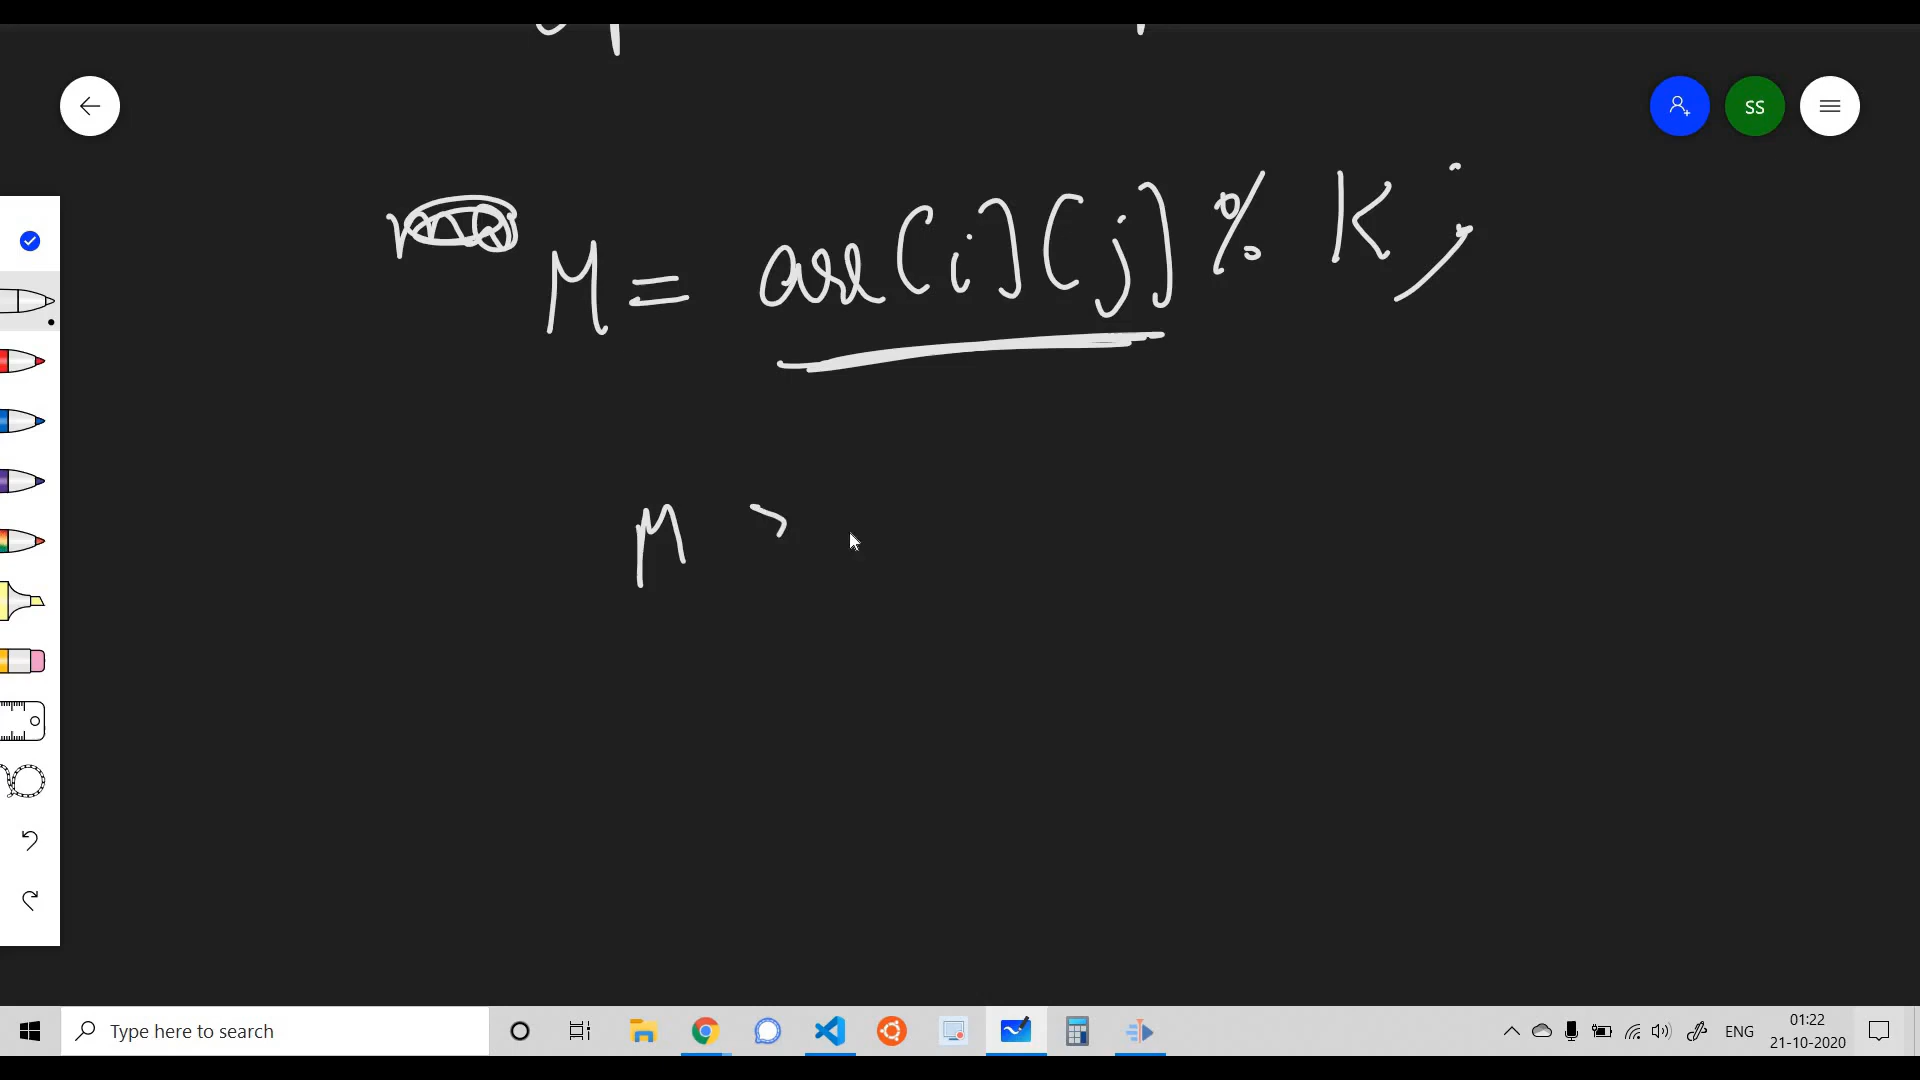 SS
M = arr[i][j] % K;
M >
Type here to search
ENG
01:22
21-10-2020